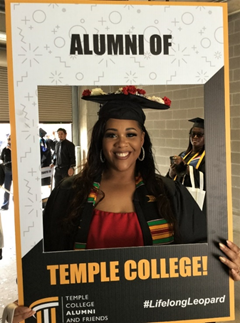 ALUMNI OF
TEMPLE COLLEGE!
TEMPLE
COLLEGE
ALUMNI
AND FRIENDS
#LifelongLeopard